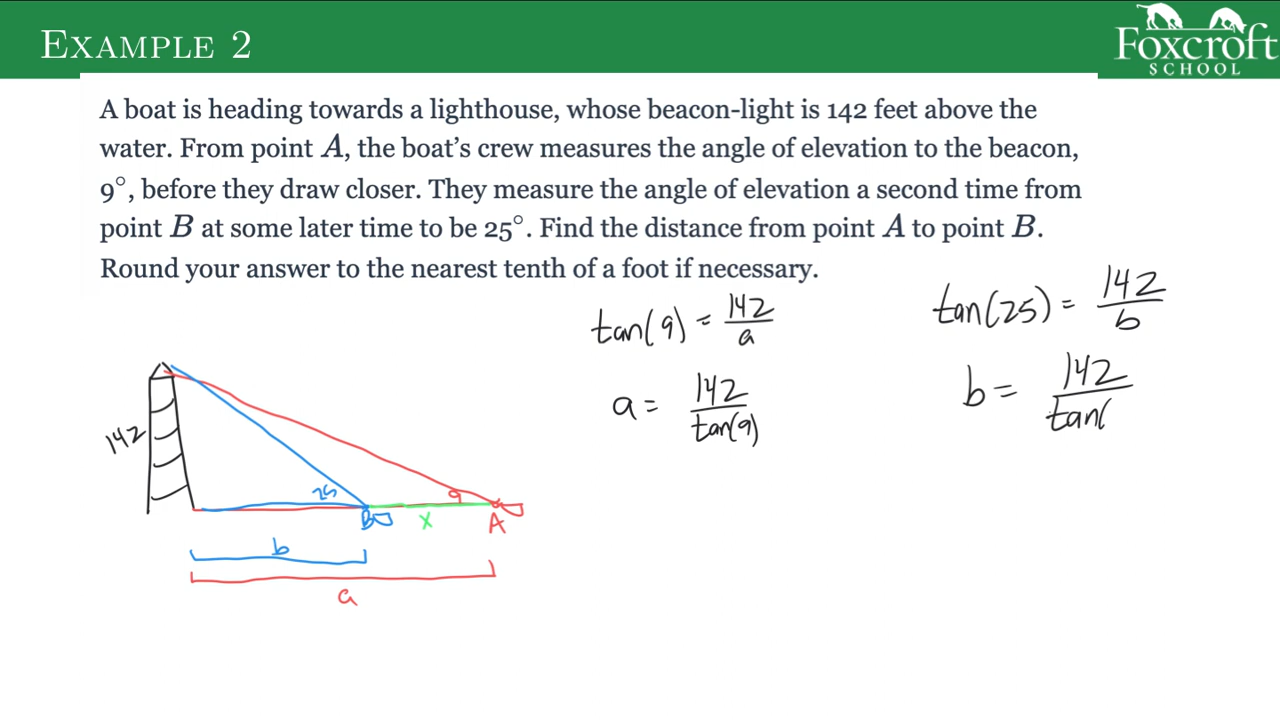 EXAMPLE 2
Foxcroft
SCHOOL
A boat is heading towards a lighthouse, whose beacon-light is 142 feet above the
water. From point A, the boat's crew measures the angle of elevation to the beacon,
9°, before they draw closer. They measure the angle of elevation a second time from
point B at some later time to be 25°. Find the distance from point A to point B.
Round your answer to the nearest tenth of a foot if necessary.
tan(9) = 142/a
tan(25) = 142/b
a = 142/tan(9)
b = 142/tan(
142
25
9
B
x
A
b
a